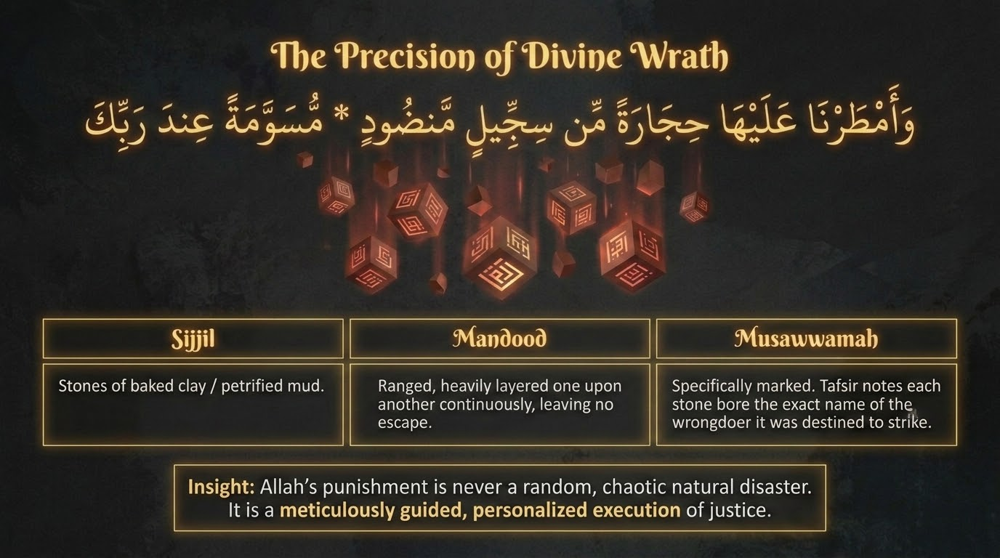 The Precision of Divine Wrath
وَأَمْطَرْنَا عَلَيْهَا حِجَارَةً مِّن سِجِّيلٍ مَّنضُودٍ * مُّسَوَّمَةً عِندَ رَبِّكَ
Sijjil
Stones of baked clay / petrified mud.
Mandood
Ranged, heavily layered one upon
another continuously, leaving no
escape.
Musawwamah
Specifically marked. Tafsir notes each
stone bore the exact name of the
wrongdoer it was destined to strike.
Insight: Allah’s punishment is never a random, chaotic natural disaster.
It is a meticulously guided, personalized execution of justice.